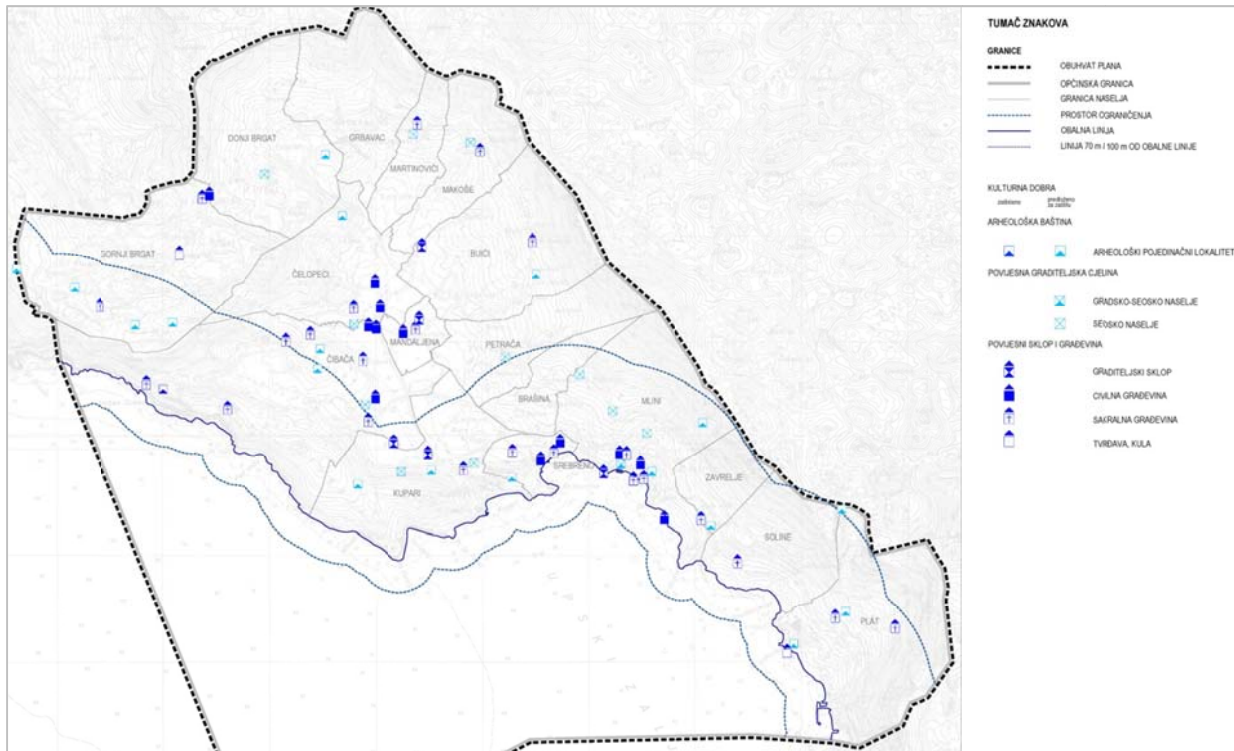 TUMAČ ZNAKOVA
GRANICE
OBUHVAT PLANA
OPĆINSKA GRANICA
GRANICA NASELJA
PROSTOR OGRANIČENJA
OBALNA LINIJA
LINIJA 70 m I 100 m OD OBALNE LINIJE
KULTURNA DOBRA
predloženo
za zaštitu
ARHEOLOŠKA BAŠTINA
ARHEOLOŠKI POJEDINAČNI LOKALITET
POVIJESNA GRADITELJSKA CJELINA
GRADSKO-SEOSKO NASELJE
SEOSKO NASELJE
POVIJESNI SKLOP I GRAĐEVINA
GRADITELJSKI SKLOP
CIVILNA GRAĐEVINA
SAKRALNA GRAĐEVINA
TVRĐAVA, KULA
DONJI BRGAT
GRBAVAC
MARTINOVIĆI
MAKOŠE
GORNJI BRGAT
BUIĆI
ČELOPECI
MANDALJENA
PETRAČA
ČIBAČA
BRAŠINA
MLINI
SREBRENO
ZAVRELJE
KUPARI
SOLINE
PLAT